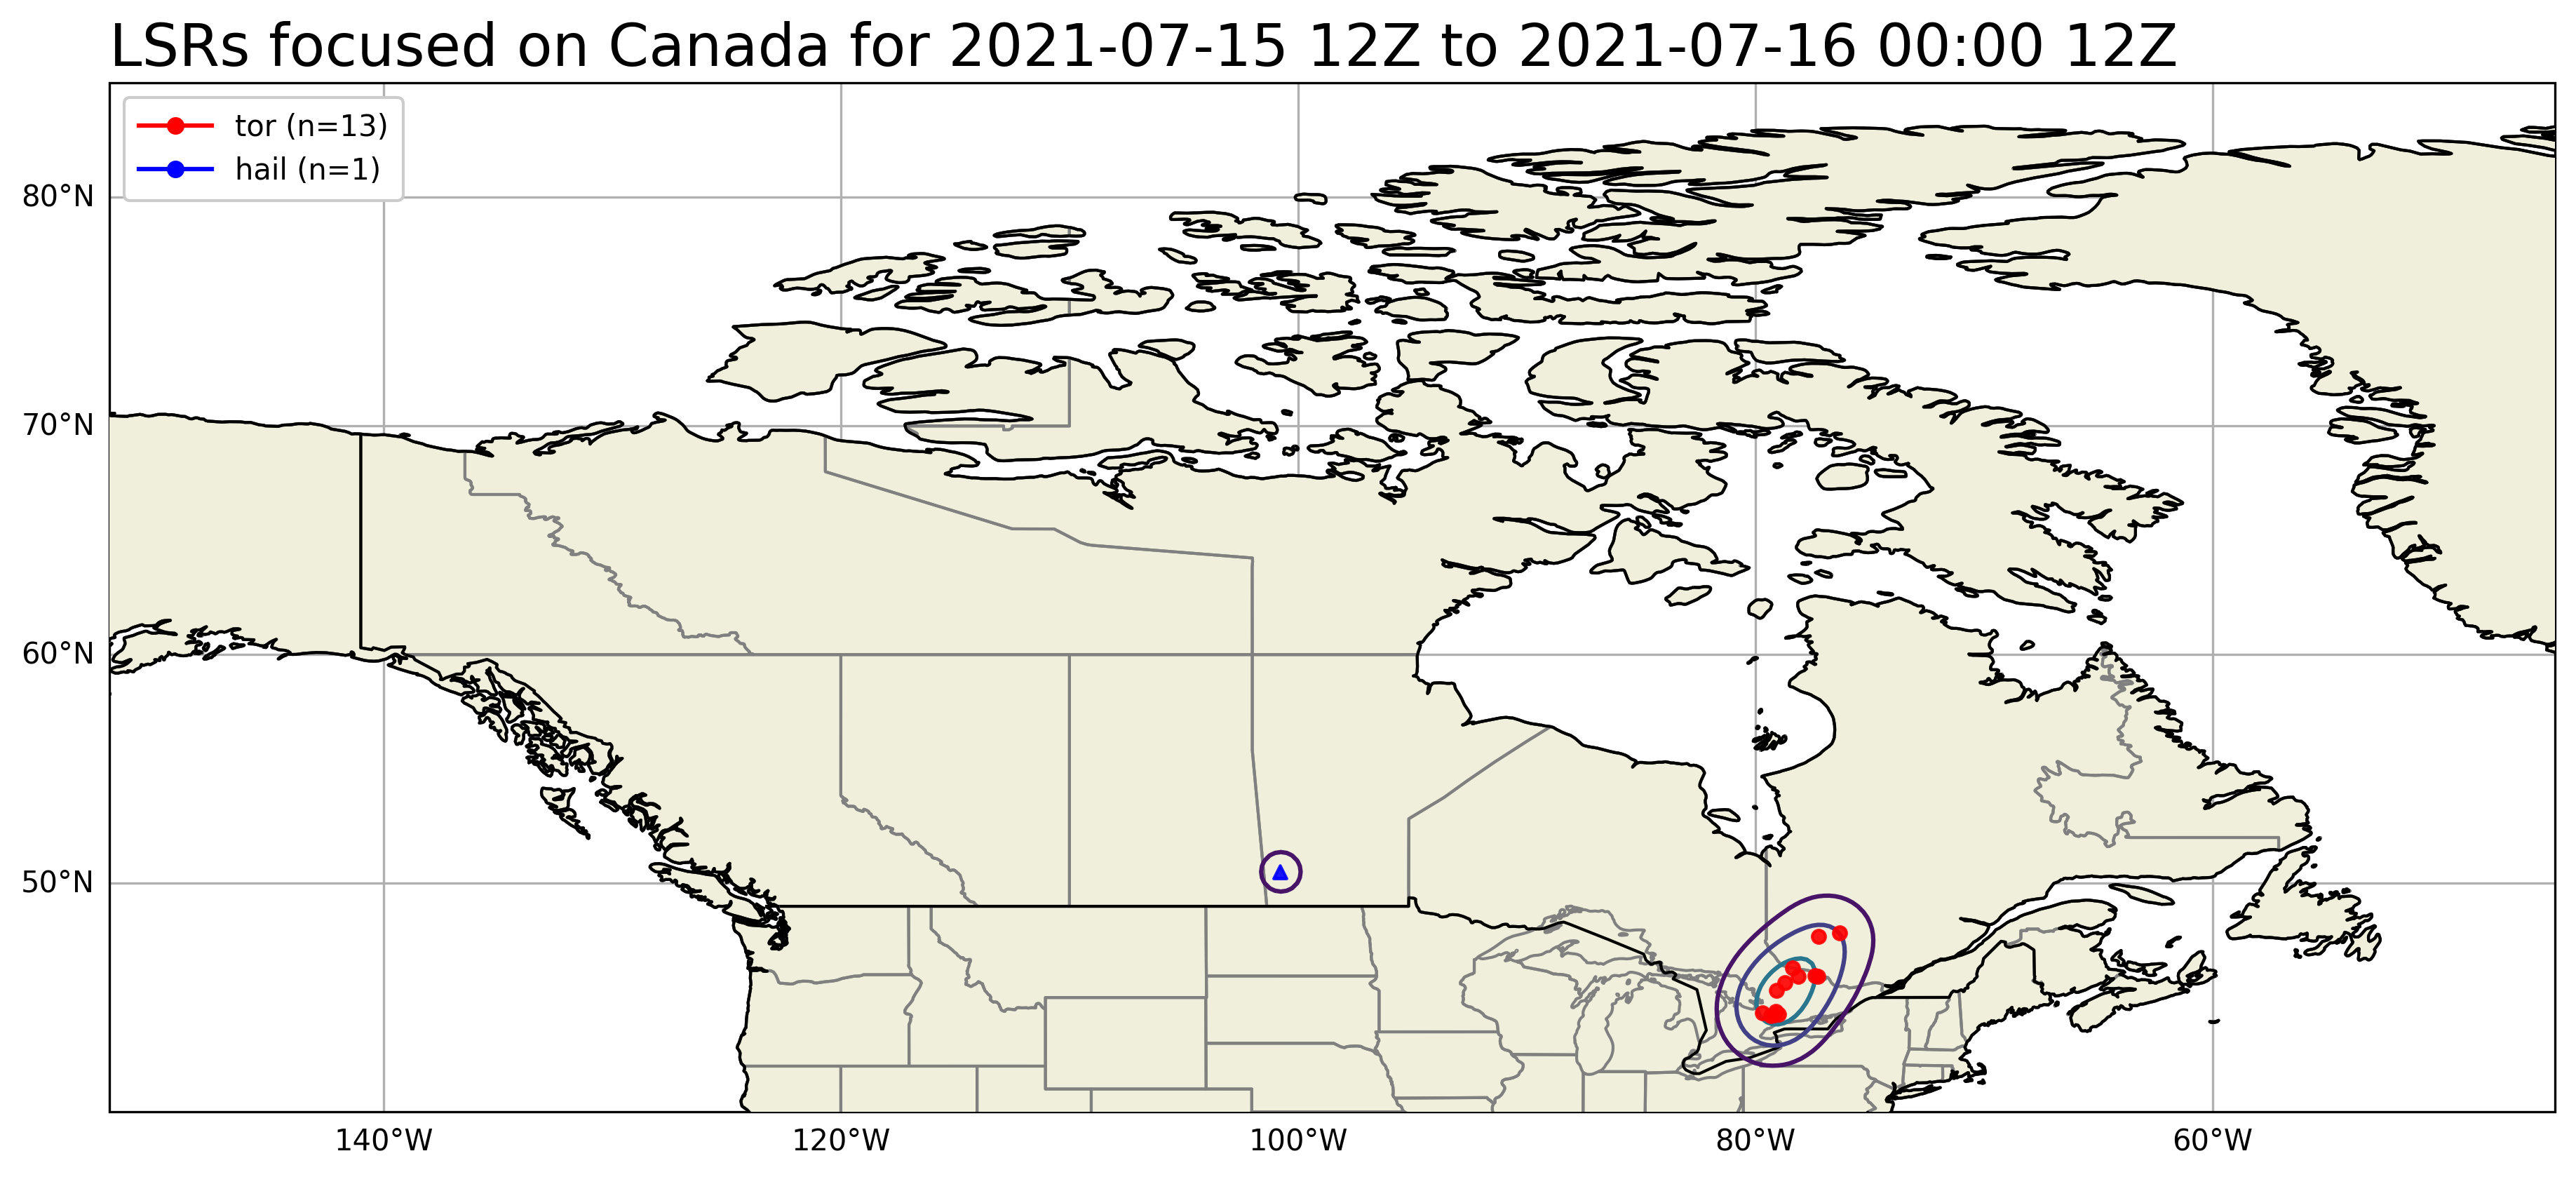 LSRs focused on Canada for 2021-07-15 12Z to 2021-07-16 00:00 12Z
tor (n=13)
hail (n=1)
80°N
70°N
60°N
50°N
140°W
120°W
100°W
80°W
60°W